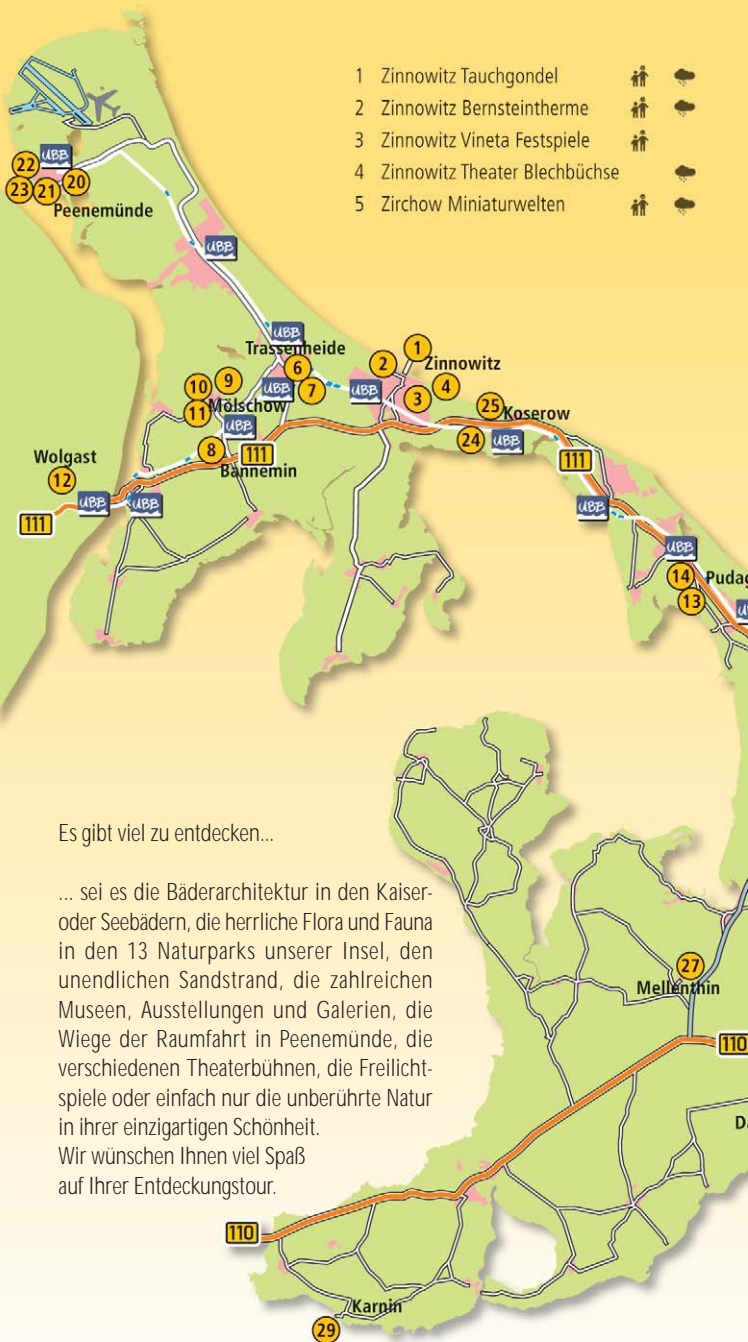 1 Zinnowitz Tauchgondel
2 Zinnowitz Bernsteintherme
3 Zinnowitz Vineta Festspiele
4 Zinnowitz Theater Blechbüchse
5 Zirchow Miniaturwelten
UBB
22
23 21 20
Peenemünde
UBB
UBB
Trassenheide
6
7
UBB
1
2 Zinnowitz
UBB
3 4
10 9
11 Mölschow
UBB
25 Koserow
24 UBB
8 111
Bannemin
111
Wolgast
12
UBB UBB
111
UBB
UBB
14 Pudag
13
Es gibt viel zu entdecken...
... sei es die Bäderarchitektur in den Kaiser-
oder Seebädern, die herrliche Flora und Fauna
in den 13 Naturparks unserer Insel, den
unendlichen Sandstrand, die zahlreichen
Museen, Ausstellungen und Galerien, die
Wiege der Raumfahrt in Peenemünde, die
verschiedenen Theaterbühnen, die Freilicht-
spiele oder einfach nur die unberührte Natur
in ihrer einzigartigen Schönheit.
Wir wünschen Ihnen viel Spaß
auf Ihrer Entdeckungstour.
27
Mellenthin
110
Da
110
Karnin
29